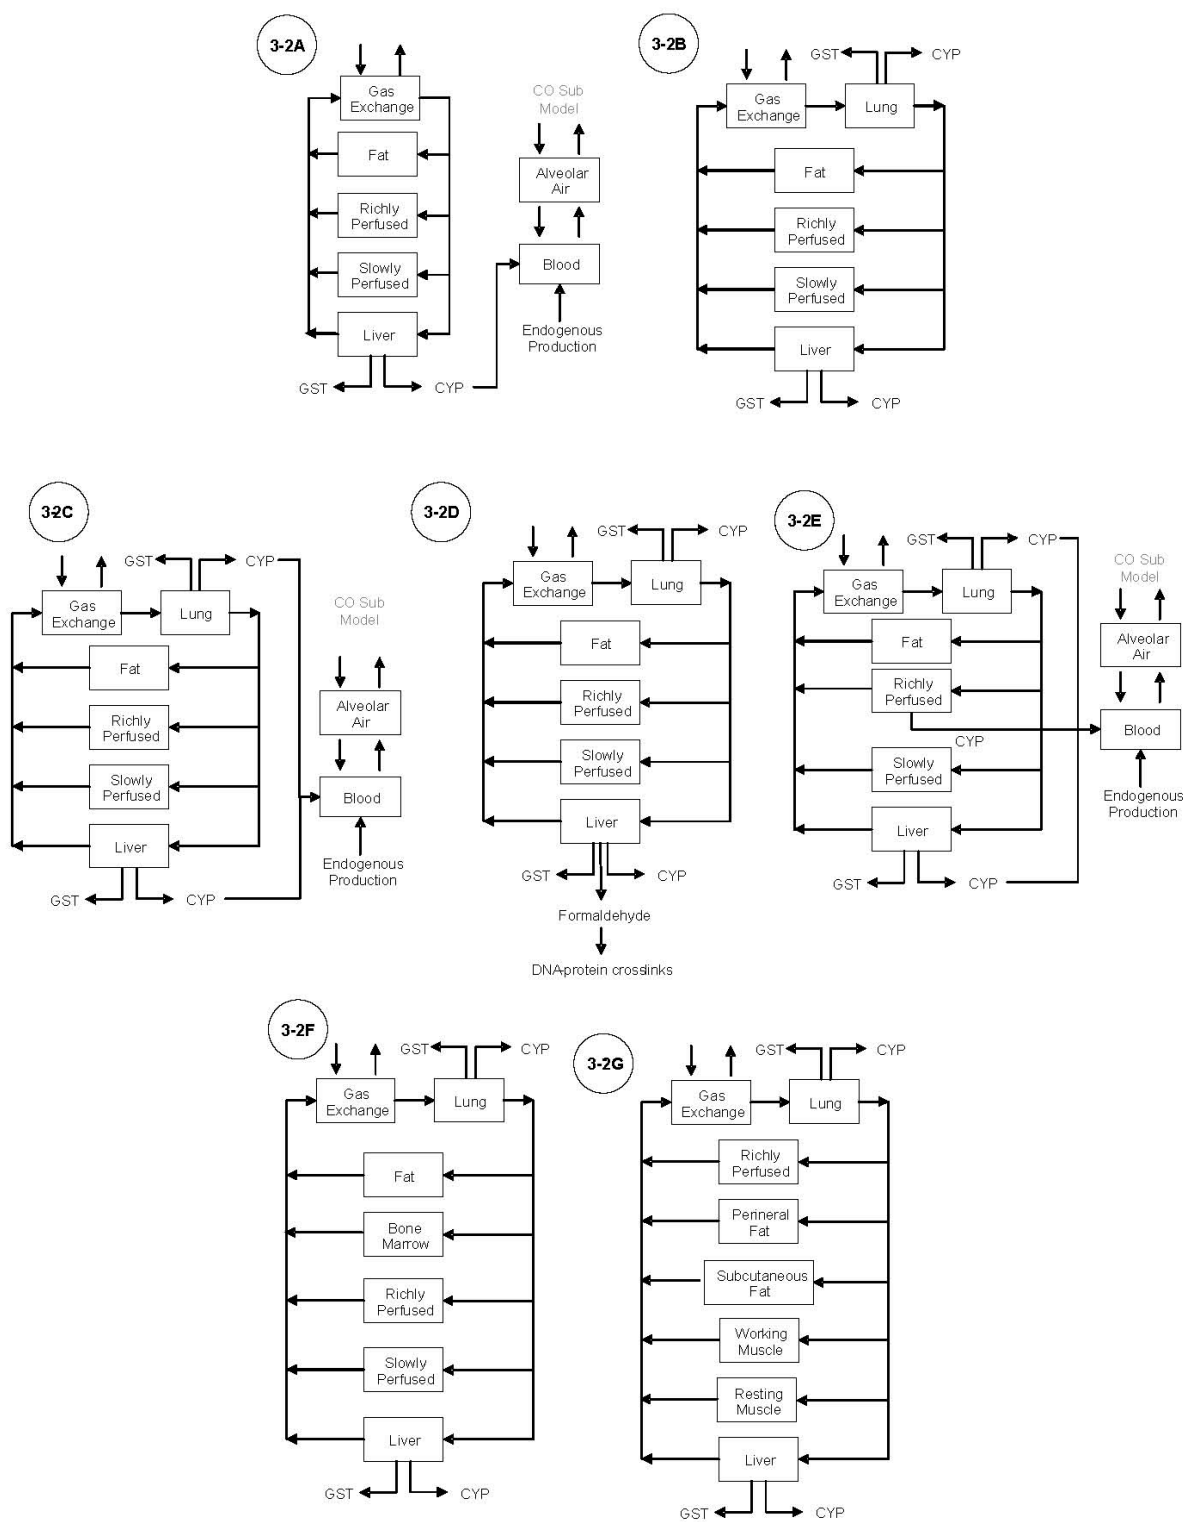 3-2A
Gas
Exchange
Fat
Richly
Perfused
Slowly
Perfused
Liver
GST
CYP
CO Sub
Model
Alveolar
Air
Blood
Endogenous
Production
3-2B
GST
CYP
Gas
Exchange
Lung
Fat
Richly
Perfused
Slowly
Perfused
Liver
GST
CYP
3-2C
GST
CYP
Gas
Exchange
Lung
Fat
Richly
Perfused
Slowly
Perfused
Liver
GST
CYP
CO Sub
Model
Alveolar
Air
Blood
Endogenous
Production
3-2D
GST
CYP
Gas
Exchange
Lung
Fat
Richly
Perfused
Slowly
Perfused
Liver
GST
CYP
Formaldehyde
DNA-protein crosslinks
3-2E
GST
CYP
Gas
Exchange
Lung
Fat
Richly
Perfused
CYP
Slowly
Perfused
Liver
GST
CYP
CO Sub
Model
Alveolar
Air
Blood
Endogenous
Production
3-2F
GST
CYP
Gas
Exchange
Lung
Fat
Bone
Marrow
Richly
Perfused
Slowly
Perfused
Liver
GST
CYP
3-2G
GST
CYP
Gas
Exchange
Lung
Richly
Perfused
Perineral
Fat
Subcutaneous
Fat
Working
Muscle
Resting
Muscle
Liver
GST
CYP